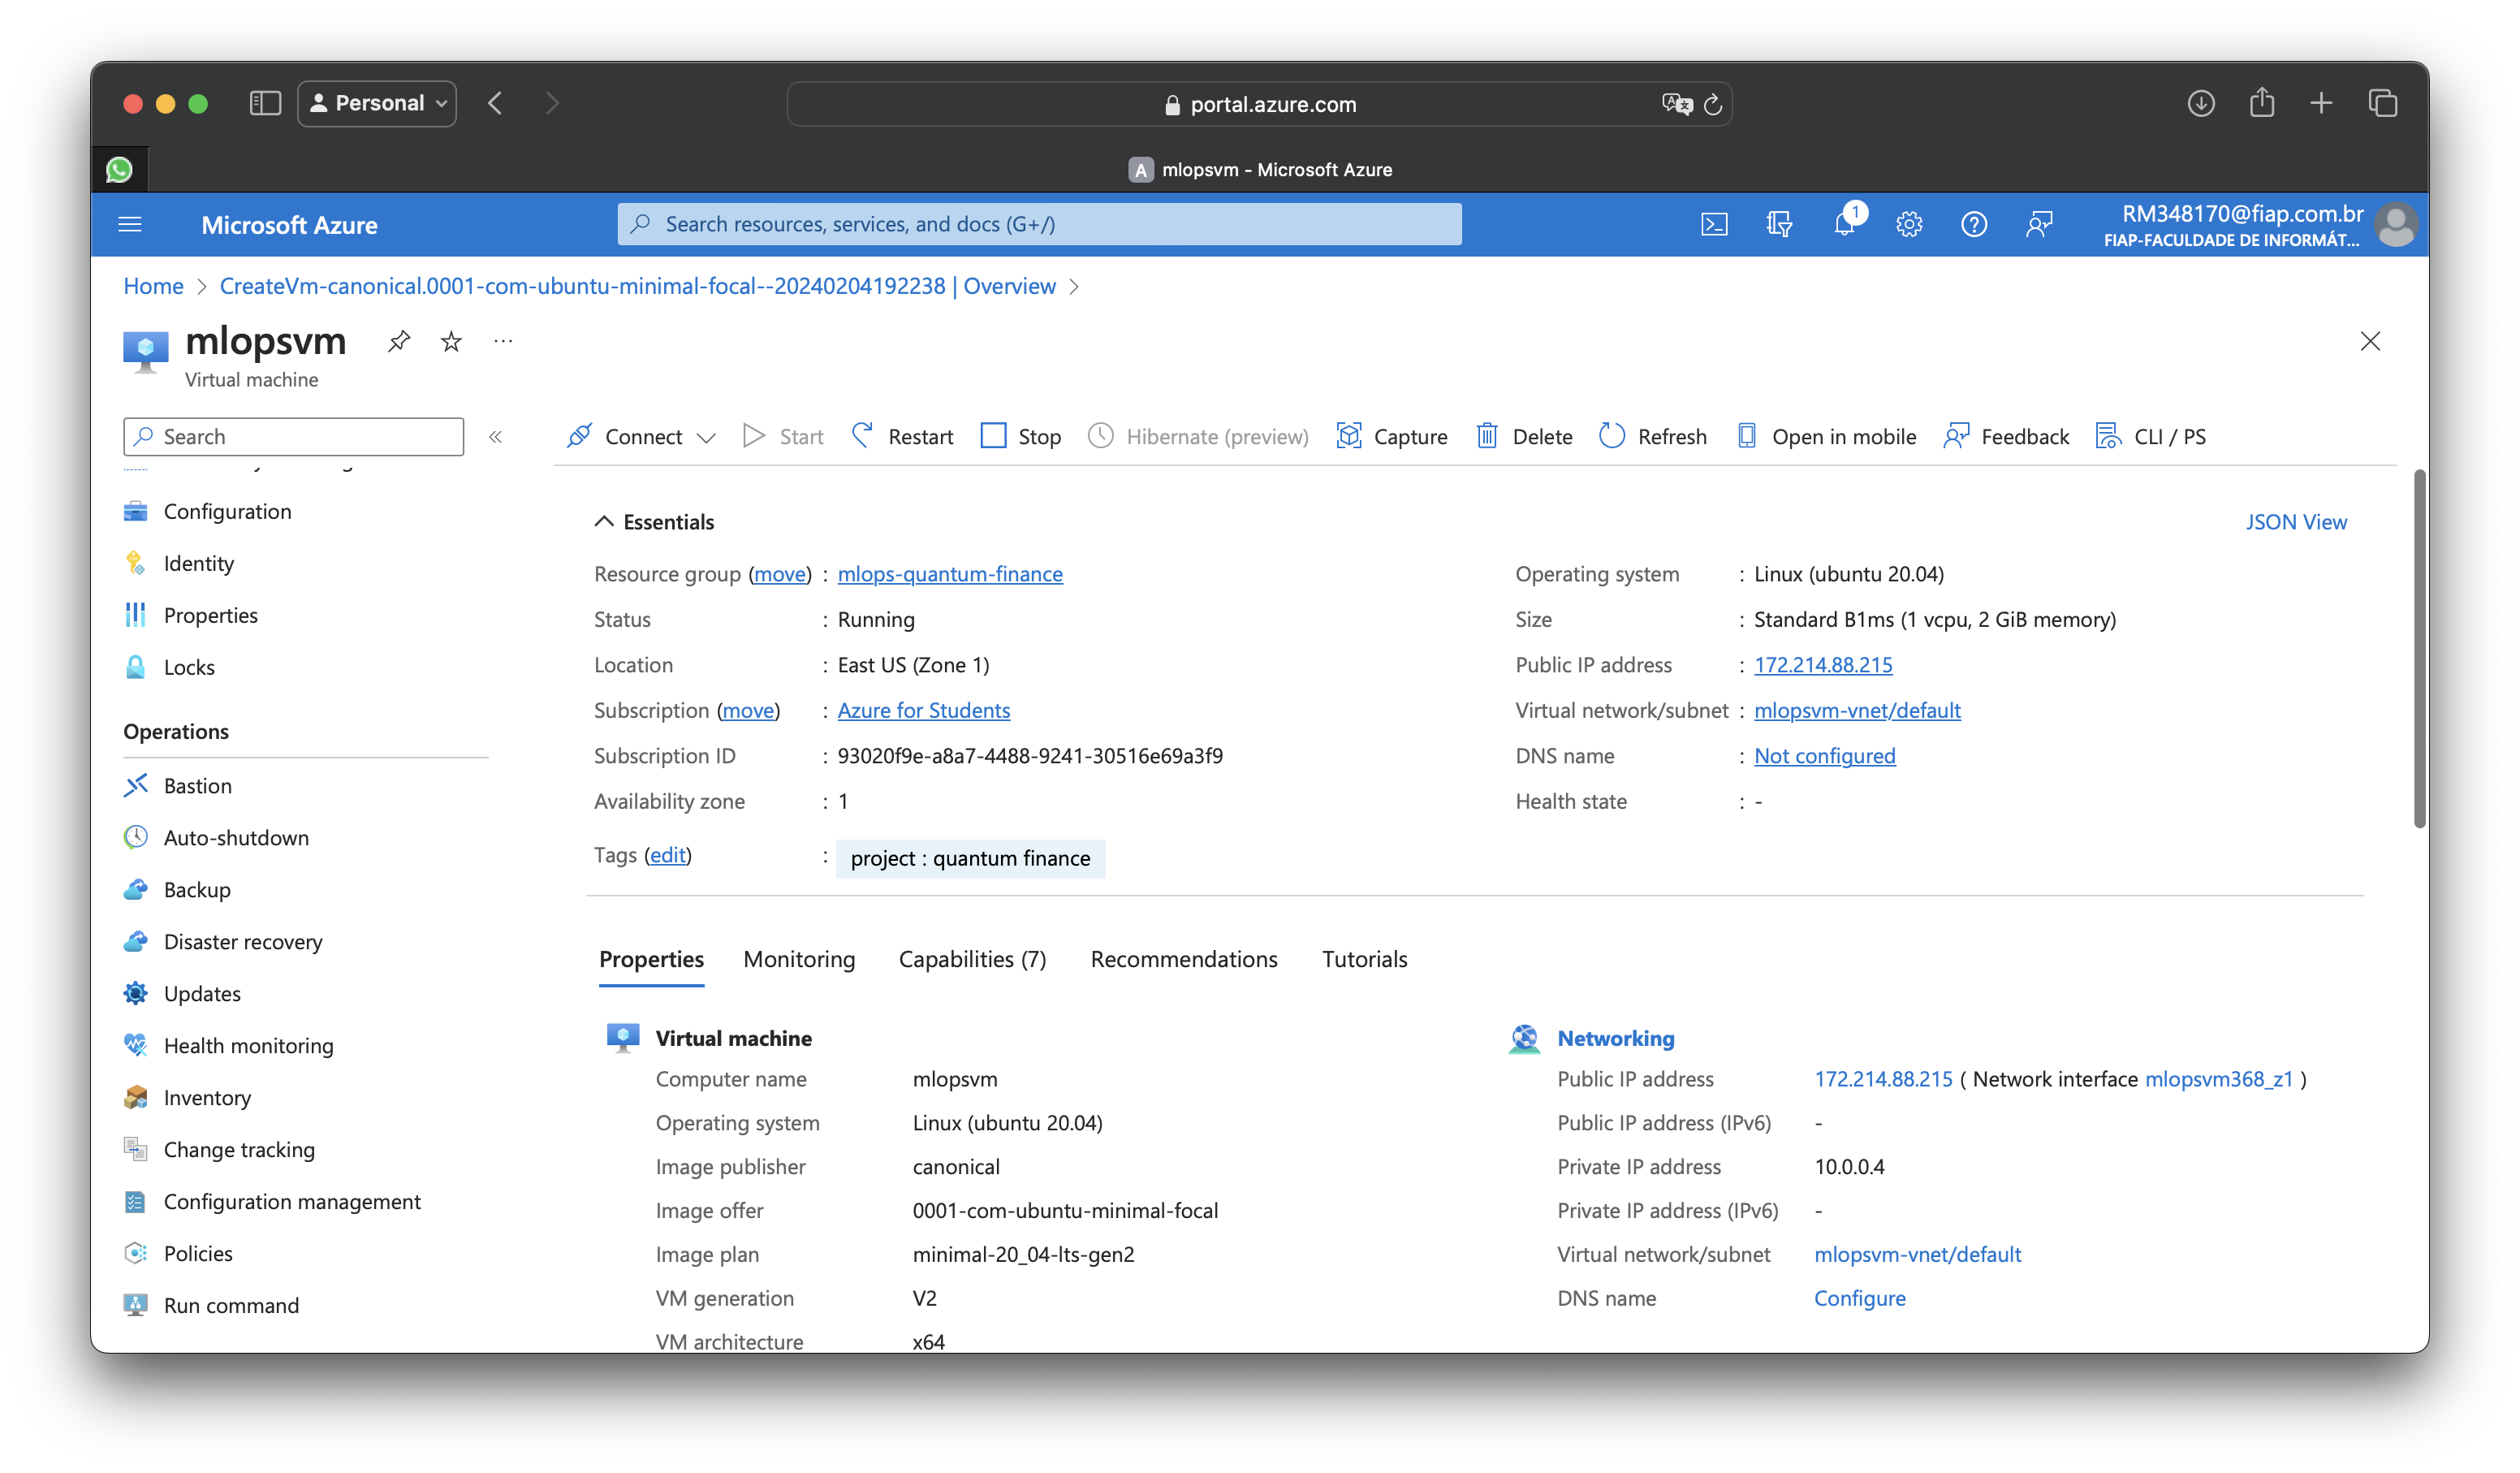 Personal
portal.azure.com
A mlopsvm - Microsoft Azure
Microsoft Azure
Search resources, services, and docs (G+/)
1
RM348170@fiap.com.br
FIAP-FACULDADE DE INFORMÁT...
Home > CreateVm-canonical.0001-com-ubuntu-minimal-focal--20240204192238 | Overview >
mlopsvm
Virtual machine
Search
Connect
Start
Restart
Stop
Hibernate (preview)
Capture
Delete
Refresh
Open in mobile
Feedback
CLI / PS
Configuration
Identity
Properties
Locks
Operations
Bastion
Auto-shutdown
Backup
Disaster recovery
Updates
Health monitoring
Inventory
Change tracking
Configuration management
Policies
Run command
Essentials
JSON View
Resource group (move) : mlops-quantum-finance
Status : Running
Location : East US (Zone 1)
Subscription (move) : Azure for Students
Subscription ID : 93020f9e-a8a7-4488-9241-30516e69a3f9
Availability zone : 1
Tags (edit) : project : quantum finance
Operating system : Linux (ubuntu 20.04)
Size : Standard B1ms (1 vcpu, 2 GiB memory)
Public IP address : 172.214.88.215
Virtual network/subnet : mlopsvm-vnet/default
DNS name : Not configured
Health state : -
Properties
Monitoring
Capabilities (7)
Recommendations
Tutorials
Virtual machine
Computer name mlopsvm
Operating system Linux (ubuntu 20.04)
Image publisher canonical
Image offer 0001-com-ubuntu-minimal-focal
Image plan minimal-20_04-lts-gen2
VM generation V2
VM architecture x64
Networking
Public IP address 172.214.88.215 ( Network interface mlopsvm368_z1 )
Public IP address (IPv6) -
Private IP address 10.0.0.4
Private IP address (IPv6) -
Virtual network/subnet mlopsvm-vnet/default
DNS name Configure